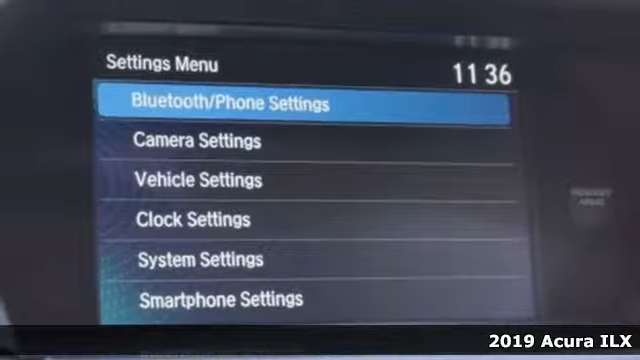 Settings Menu
11 36
Bluetooth/Phone Settings
Camera Settings
Vehicle Settings
Clock Settings
System Settings
Smartphone Settings
2019 Acura ILX